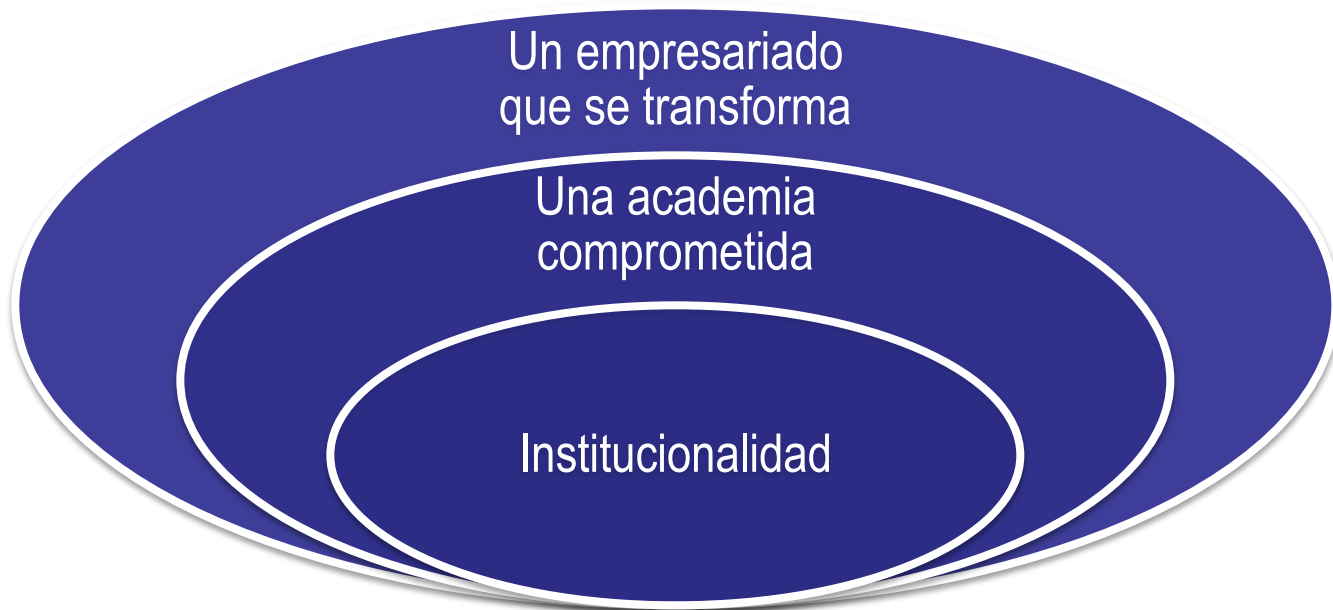 Un empresariado
que se transforma
Una academia
comprometida
Institucionalidad